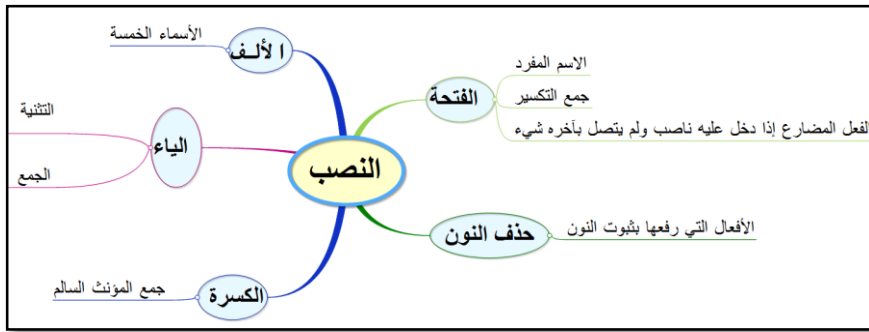 النصب
الفتحة
الاسم المفرد
جمع التكسير
الفعل المضارع إذا دخل عليه ناصب ولم يتصل بآخره شيء
حذف النون
الأفعال التي رفعها بثبوت النون
ا لألـف
الأسماء الخمسة
الياء
التثنية
الجمع
الكسرة
جمع المؤنث السالم